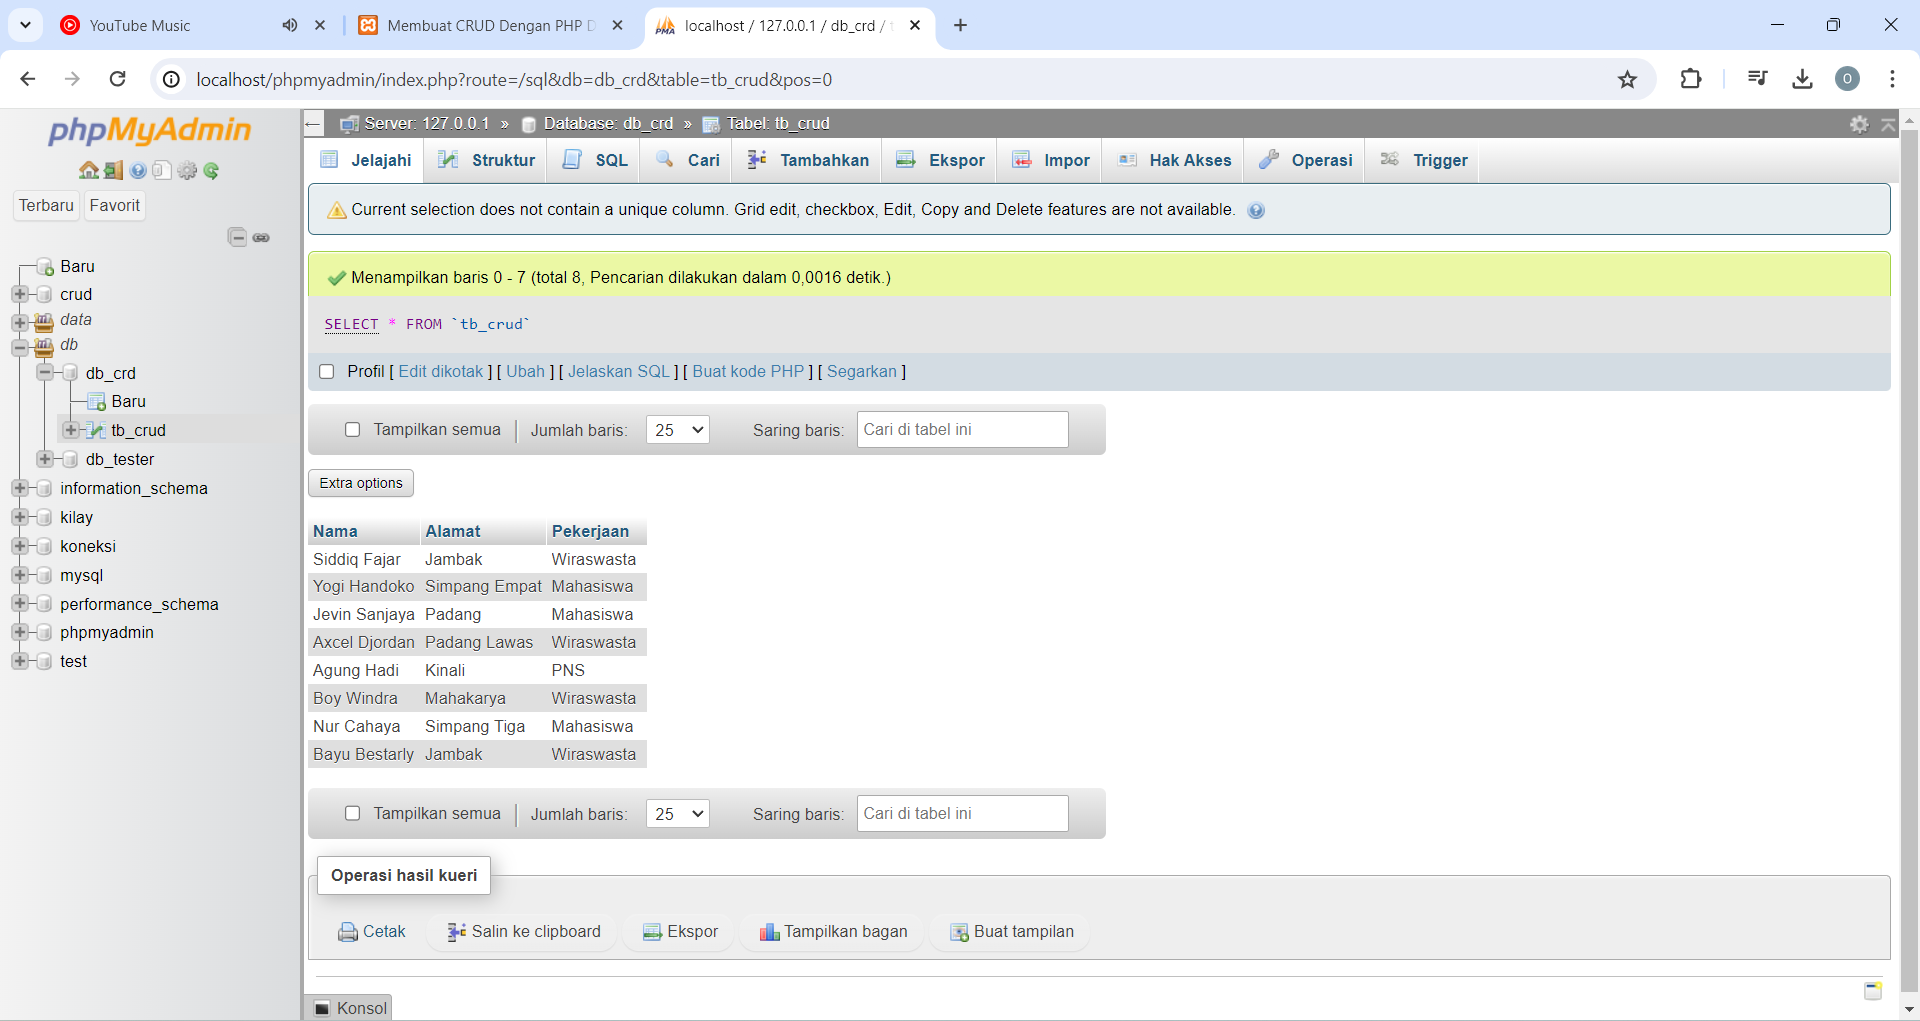 YouTube Music
Membuat CRUD Dengan PHP D
localhost / 127.0.0.1 / db_crd / t
localhost/phpmyadmin/index.php?route=/sql&db=db_crd&table=tb_crud&pos=0
O
phpMyAdmin
Terbaru Favorit
Baru
crud
data
db
db_crd
Baru
tb_crud
db_tester
information_schema
kilay
koneksi
mysql
performance_schema
phpmyadmin
test
Server: 127.0.0.1 » Database: db_crd » Tabel: tb_crud
Jelajahi Struktur SQL Cari Tambahkan Ekspor Impor Hak Akses Operasi Trigger
Current selection does not contain a unique column. Grid edit, checkbox, Edit, Copy and Delete features are not available.
Menampilkan baris 0 - 7 (total 8, Pencarian dilakukan dalam 0,0016 detik.)
SELECT * FROM `tb_crud`
Profil [ Edit dikotak ] [ Ubah ] [ Jelaskan SQL ] [ Buat kode PHP ] [ Segarkan ]
Tampilkan semua Jumlah baris: 25 Saring baris: Cari di tabel ini
Extra options
Nama Alamat Pekerjaan
Siddiq Fajar Jambak Wiraswasta
Yogi Handoko Simpang Empat Mahasiswa
Jevin Sanjaya Padang Mahasiswa
Axcel Djordan Padang Lawas Wiraswasta
Agung Hadi Kinali PNS
Boy Windra Mahakarya Wiraswasta
Nur Cahaya Simpang Tiga Mahasiswa
Bayu Bestarly Jambak Wiraswasta
Tampilkan semua Jumlah baris: 25 Saring baris: Cari di tabel ini
Operasi hasil kueri
Cetak Salin ke clipboard Ekspor Tampilkan bagan Buat tampilan
Konsol